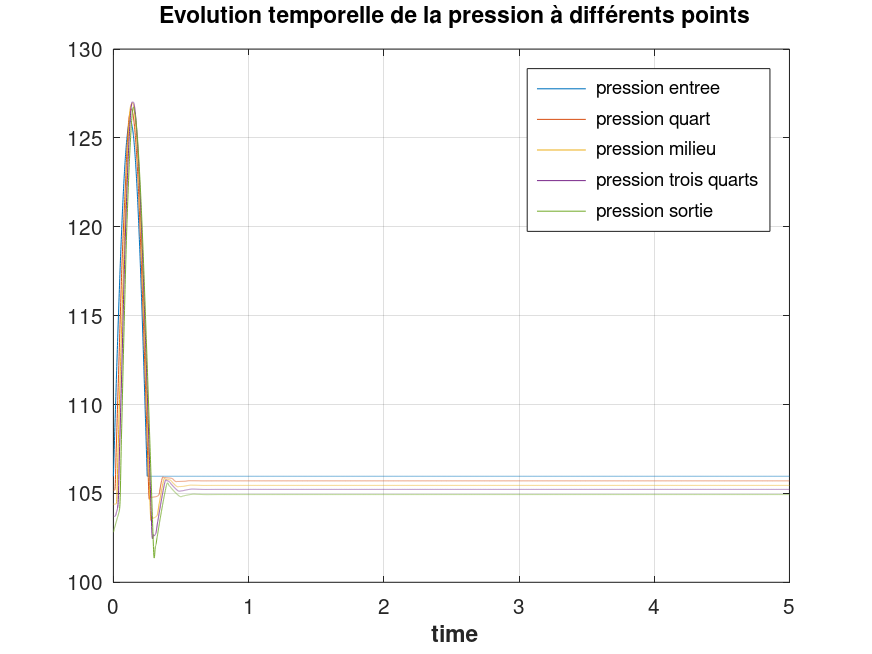 Evolution temporelle de la pression à différents points
130
125
120
115
110
105
100
0 1 2 3 4 5
time
pression entree
pression quart
pression milieu
pression trois quarts
pression sortie